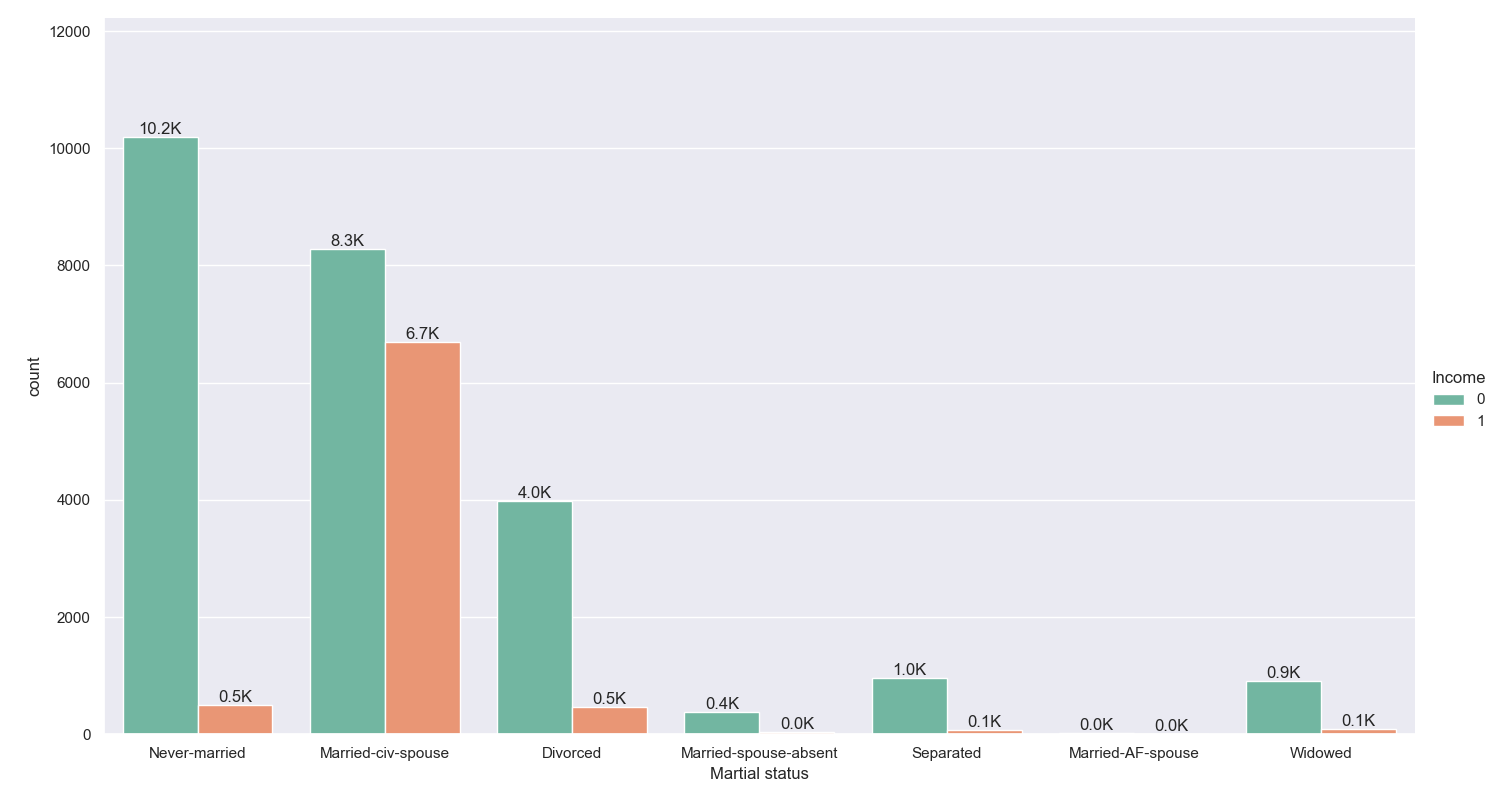 12000
10000
8000
6000
4000
2000
0
count
10.2K
0.5K
8.3K
6.7K
4.0K
0.5K
0.4K
0.0K
1.0K
0.1K
0.0K
0.0K
0.9K
0.1K
Never-married
Married-civ-spouse
Divorced
Married-spouse-absent
Separated
Married-AF-spouse
Widowed
Martial status
Income
0
1